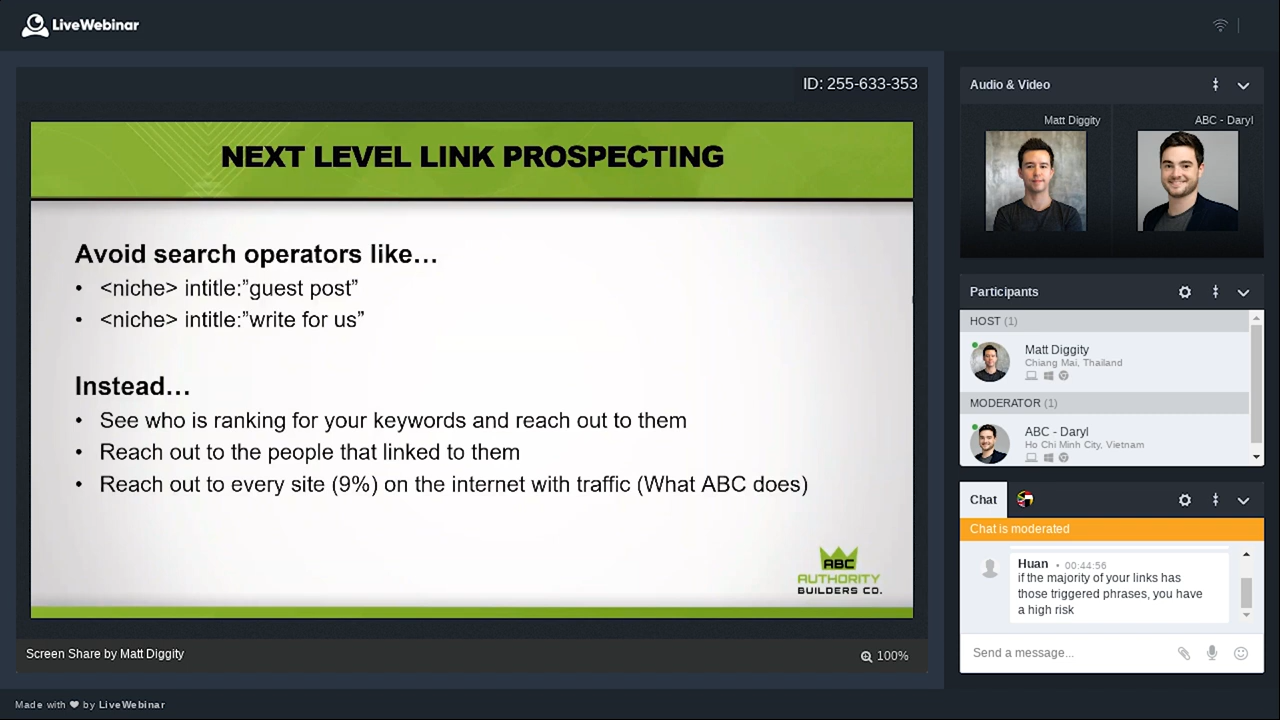 LiveWebinar
ID: 255-633-353
NEXT LEVEL LINK PROSPECTING
Avoid search operators like…
• <niche> intitle:”guest post”
• <niche> intitle:”write for us”
Instead…
• See who is ranking for your keywords and reach out to them
• Reach out to the people that linked to them
• Reach out to every site (9%) on the internet with traffic (What ABC does)
ABC
AUTHORITY
BUILDERS CO.
Screen Share by Matt Diggity
100%
Audio & Video
Matt Diggity
ABC - Daryl
Participants
HOST (1)
Matt Diggity
Chiang Mai, Thailand
MODERATOR (1)
ABC - Daryl
Ho Chi Minh City, Vietnam
Chat
Chat is moderated
Huan • 00:44:56
if the majority of your links has
those triggered phrases, you have
a high risk
Send a message...
Made with ❤ by LiveWebinar